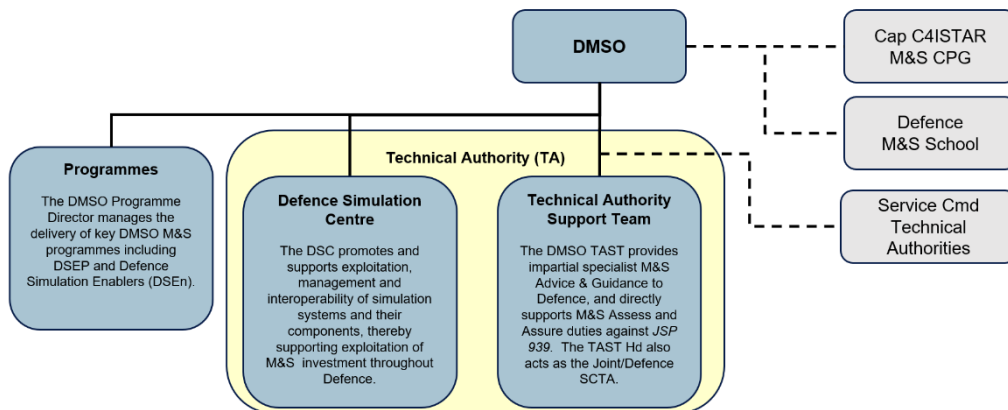 DMSO
Cap C4ISTAR
M&S CPG
Defence
M&S School
Service Cmd
Technical
Authorities
Technical Authority (TA)
Programmes
The DMSO Programme
Director manages the
delivery of key DMSO M&S
programmes including
DSEP and Defence
Simulation Enablers (DSEn).
Defence Simulation
Centre
The DSC promotes and
supports exploitation,
management and
interoperability of simulation
systems and their
components, thereby
supporting exploitation of
M&S investment throughout
Defence.
Technical Authority
Support Team
The DMSO TAST provides
impartial specialist M&S
Advice & Guidance to
Defence, and directly
supports M&S Assess and
Assure duties against JSP
939. The TAST Hd also
acts as the Joint/Defence
SCTA.